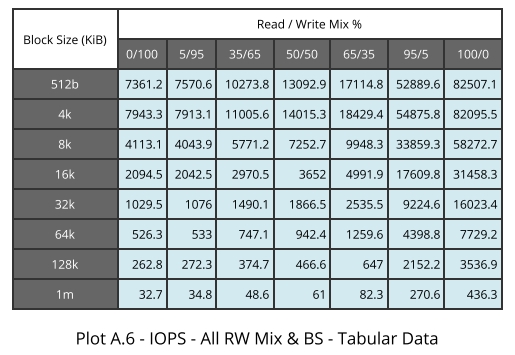 Block Size (KiB) Read / Write Mix %
0/100 5/95 35/65 50/50 65/35 95/5 100/0
512b 7361.2 7570.6 10273.8 13092.9 17114.8 52889.6 82507.1
4k 7943.3 7913.1 11005.6 14015.3 18429.4 54875.8 82095.5
8k 4113.1 4043.9 5771.2 7252.7 9948.3 33859.3 58272.7
16k 2094.5 2042.5 2970.5 3652 4991.9 17609.8 31458.3
32k 1029.5 1076 1490.1 1866.5 2535.5 9224.6 16023.4
64k 526.3 533 747.1 942.4 1259.6 4398.8 7729.2
128k 262.8 272.3 374.7 466.6 647 2152.2 3536.9
1m 32.7 34.8 48.6 61 82.3 270.6 436.3
Plot A.6 - IOPS - All RW Mix & BS - Tabular Data